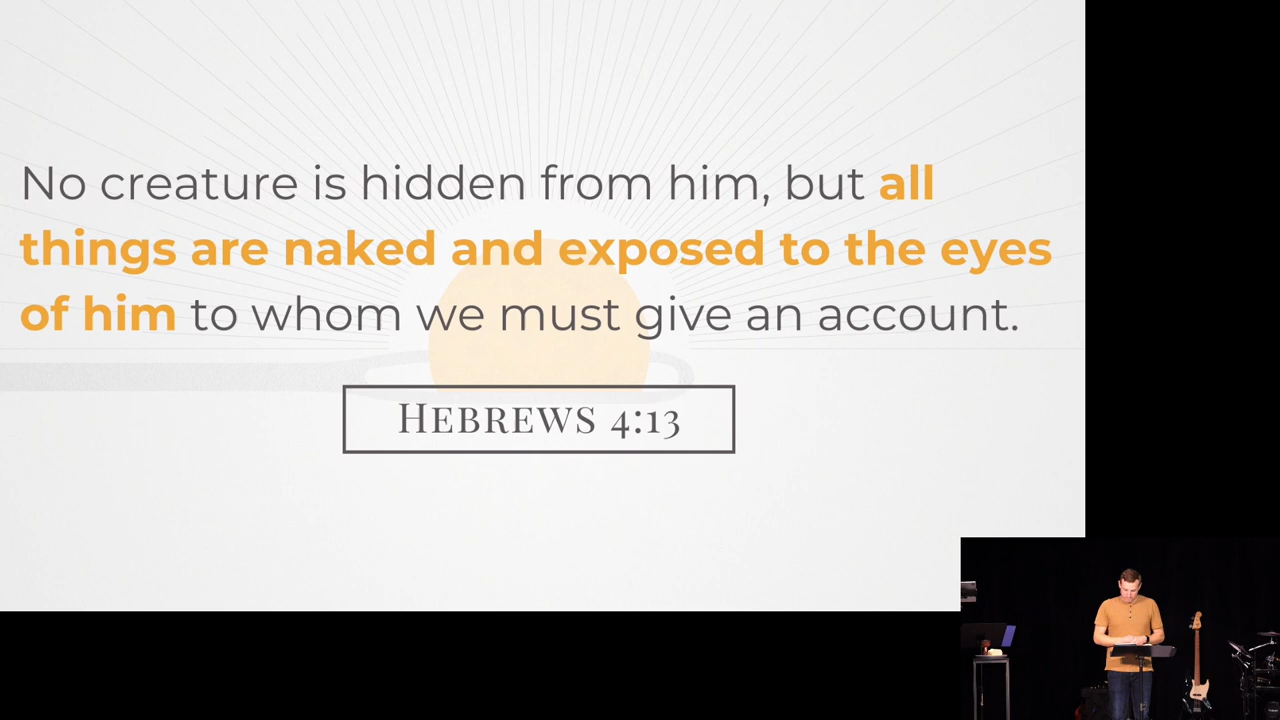 No creature is hidden from him, but all
things are naked and exposed to the eyes
of him to whom we must give an account.
Hebrews 4:13